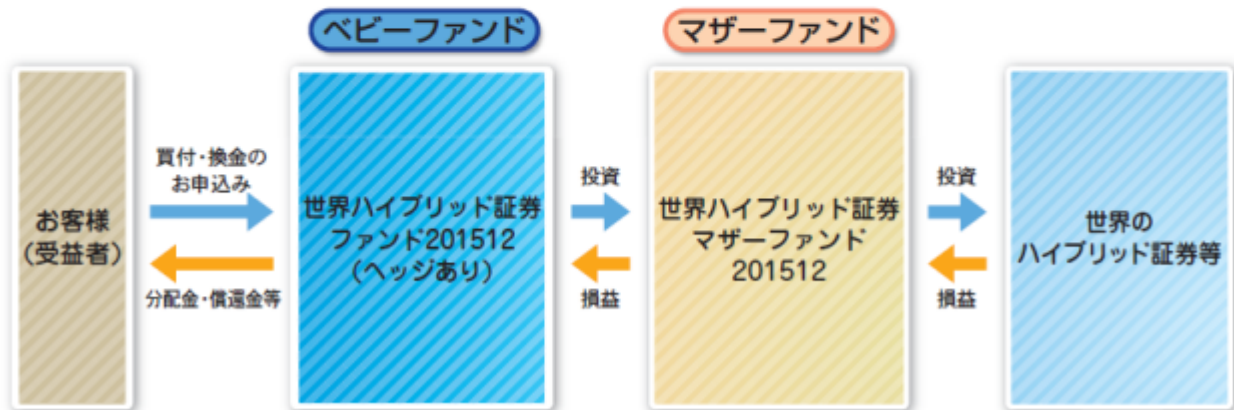 ベビーファンド
マザーファンド
お客様
(受益者)
買付・換金の
お申込み
分配金・償還金等
世界ハイブリッド証券
ファンド201512
(ヘッジあり)
投資
損益
世界ハイブリッド証券
マザーファンド
201512
投資
損益
世界の
ハイブリッド証券等